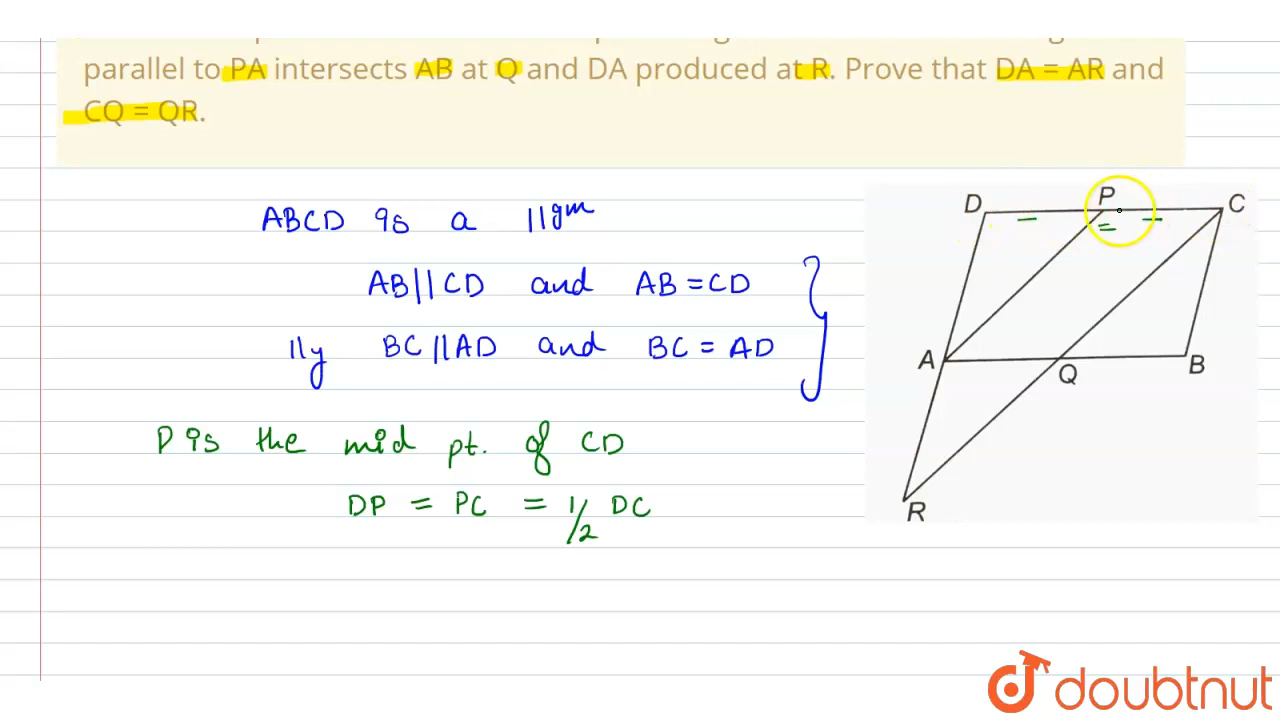 parallel to PA intersects AB at Q and DA produced at R. Prove that DA = AR and
CQ = QR.
ABCD is a ||gm
AB||CD and AB=CD
||ly BC||AD and BC = AD
P is the mid pt. of CD
DP = PC = 1/2 DC
D P C
A Q B
R
doubtnut